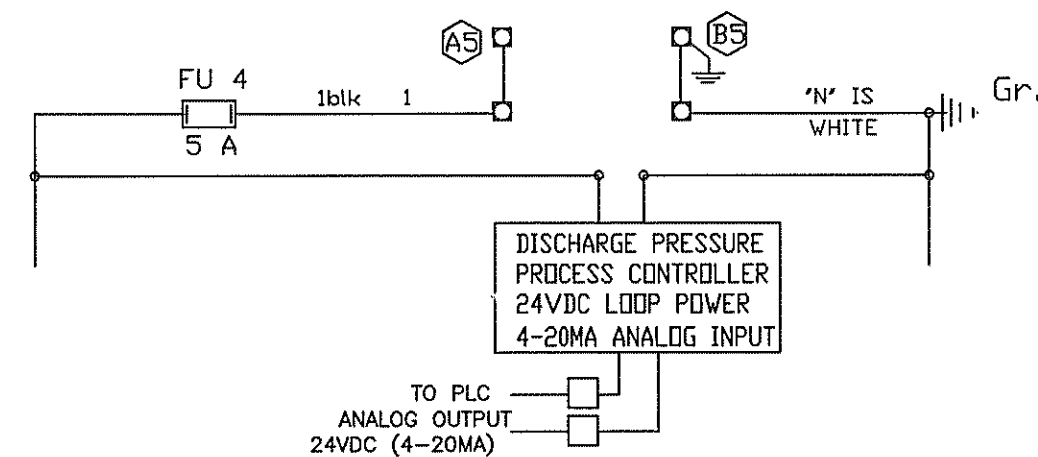 A5
B5
FU 4
1blk 1
5 A
'N' IS
WHITE
DISCHARGE PRESSURE
PROCESS CONTROLLER
24VDC LOOP POWER
4-20MA ANALOG INPUT
TO PLC
ANALOG OUTPUT
24VDC (4-20MA)